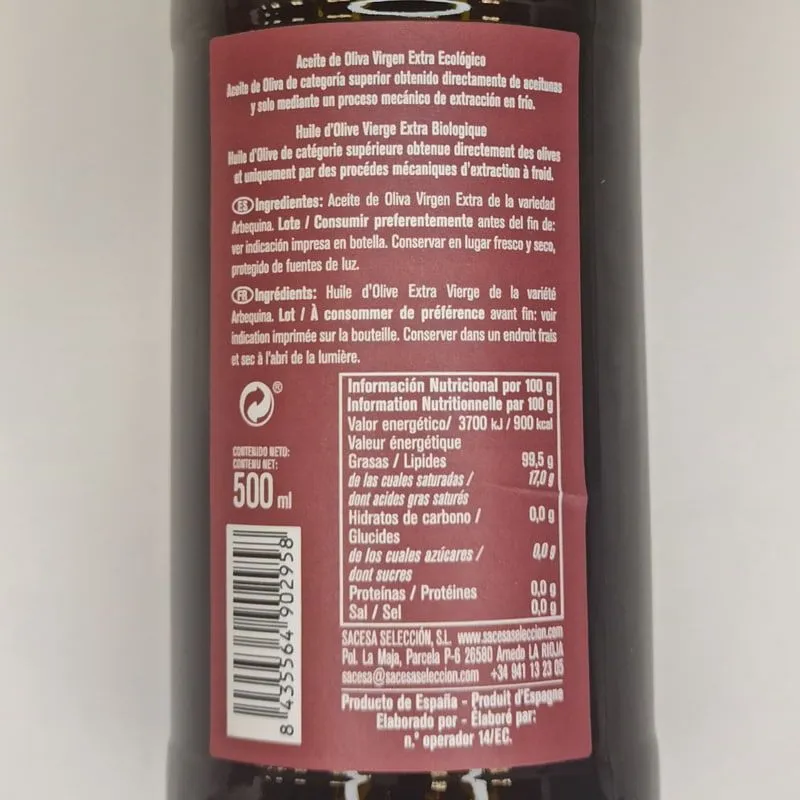 Aceite de Oliva Virgen Extra Ecológico
Aceite de Oliva de categoría superior obtenido directamente de aceitunas
y solo mediante un proceso mecánico de extracción en frío.
Huile d'Olive Vierge Extra Biologique
Huile d'Olive de catégorie supérieure obtenue directement des olives
et uniquement par des procédes mécaniques d'extraction à froid.
ES Ingredientes: Aceite de Oliva Virgen Extra de la variedad
Arbequina. Lote / Consumir preferentemente antes del fin de:
ver indicación impresa en botella. Conservar en lugar fresco y seco,
protegido de fuentes de luz.
FR Ingrédients: Huile d'Olive Extra Vierge de la variété
Arbequina. Lot / À consommer de préférence avant fin: voir
indication imprimée sur la bouteille. Conserver dans un endroit frais
et sec à l'abri de la lumière.
®
CONTENIDO NETO:
CONTENU NET:
500 ml
8 435564 902958
Información Nutricional por 100 g
Information Nutritionnelle par 100 g
Valor energético/ 3700 kJ / 900 kcal
Valeur énergétique
Grasas / Lipides 99,5 g
de las cuales saturadas / 17,0 g
dont acides gras saturés
Hidratos de carbono / 0,0 g
Glucides
de los cuales azúcares / 0,0 g
dont sucres
Proteínas / Protéines 0,0 g
Sal / Sel 0,0 g
SACESA SELECCIÓN, S.L. www.sacesaseleccion.com
Pol. La Maja, Parcela P-6 26580 Arnedo LA RIOJA
sacesa@sacesaseleccion.com +34 941 13 23 05
Producto de España - Produit d'Espagne
Elaborado por - Élaboré par:
n.º operador 14/EC.